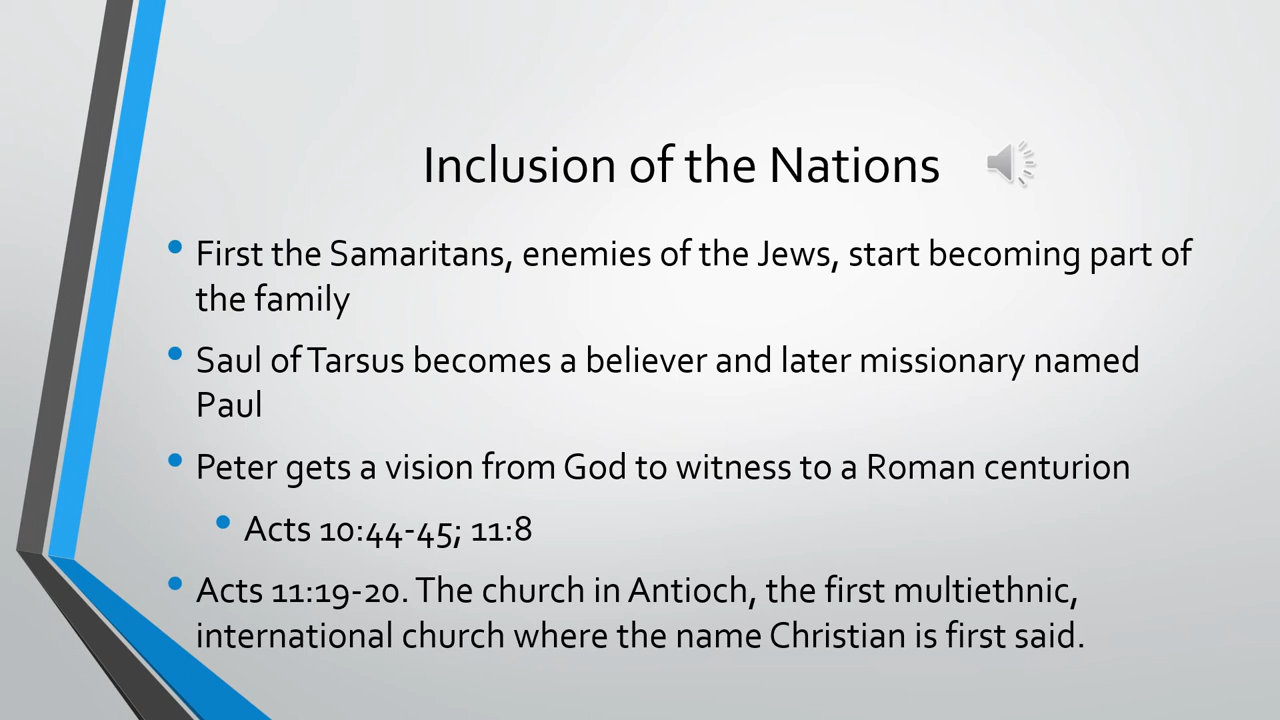 Inclusion of the Nations
• First the Samaritans, enemies of the Jews, start becoming part of
the family
• Saul of Tarsus becomes a believer and later missionary named
Paul
• Peter gets a vision from God to witness to a Roman centurion
• Acts 10:44-45; 11:8
• Acts 11:19-20. The church in Antioch, the first multiethnic,
international church where the name Christian is first said.